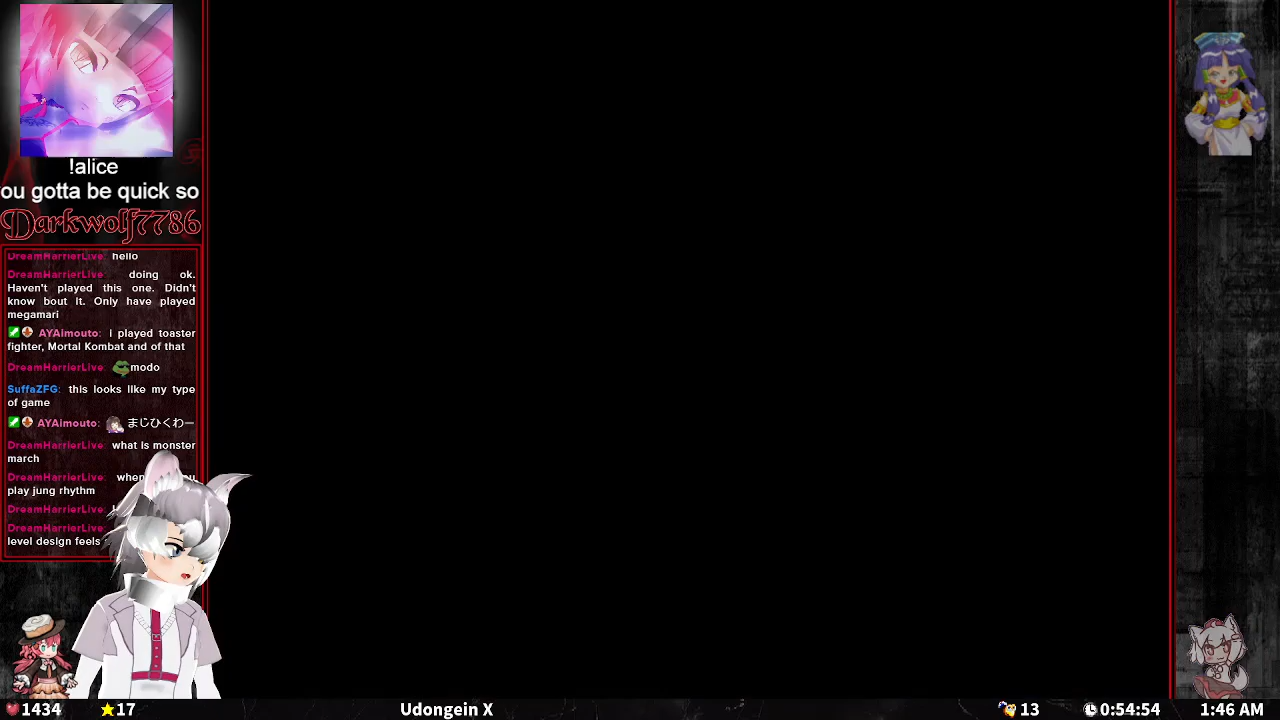 !alice
ou gotta be quick so
Darkwolf7786
DreamHarrierLive: hello
DreamHarrierLive: doing ok.
Haven't played this one. Didn't
know bout it. Only have played
megamari
AYAimouto: I played toaster
fighter, Mortal Kombat and of that
DreamHarrierLive: modo
SuffaZFG: this looks like my type
of game
AYAimouto: まじひくわー
DreamHarrierLive: what is monster
march
DreamHarrierLive: when
play jung rhythm
DreamHarrierLive:
DreamHarrierLive:
level design feels
1434
17
Udongein X
13
0:54:54
1:46 AM